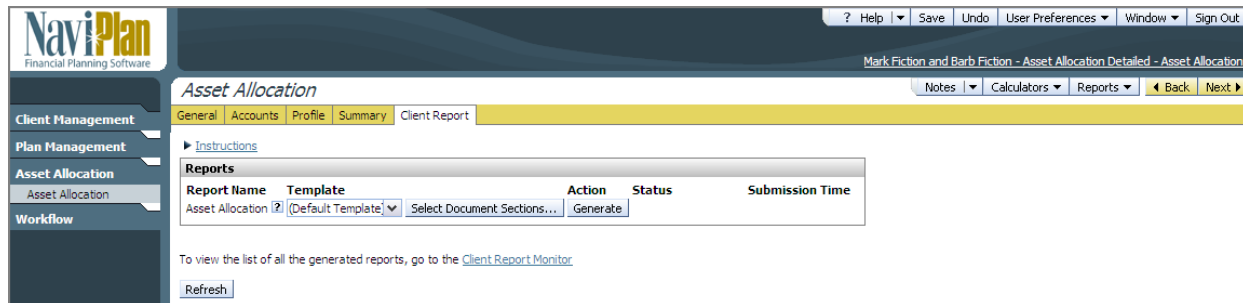 NaviPlan
Financial Planning Software
? Help Save Undo User Preferences Window Sign Out
Mark Fiction and Barb Fiction - Asset Allocation Detailed - Asset Allocation
Asset Allocation
Notes Calculators Reports Back Next
General Accounts Profile Summary Client Report
Client Management
Plan Management
Asset Allocation
Asset Allocation
Workflow
Instructions
Reports
Report Name Template Action Status Submission Time
Asset Allocation ? (Default Template) Select Document Sections... Generate
To view the list of all the generated reports, go to the Client Report Monitor
Refresh